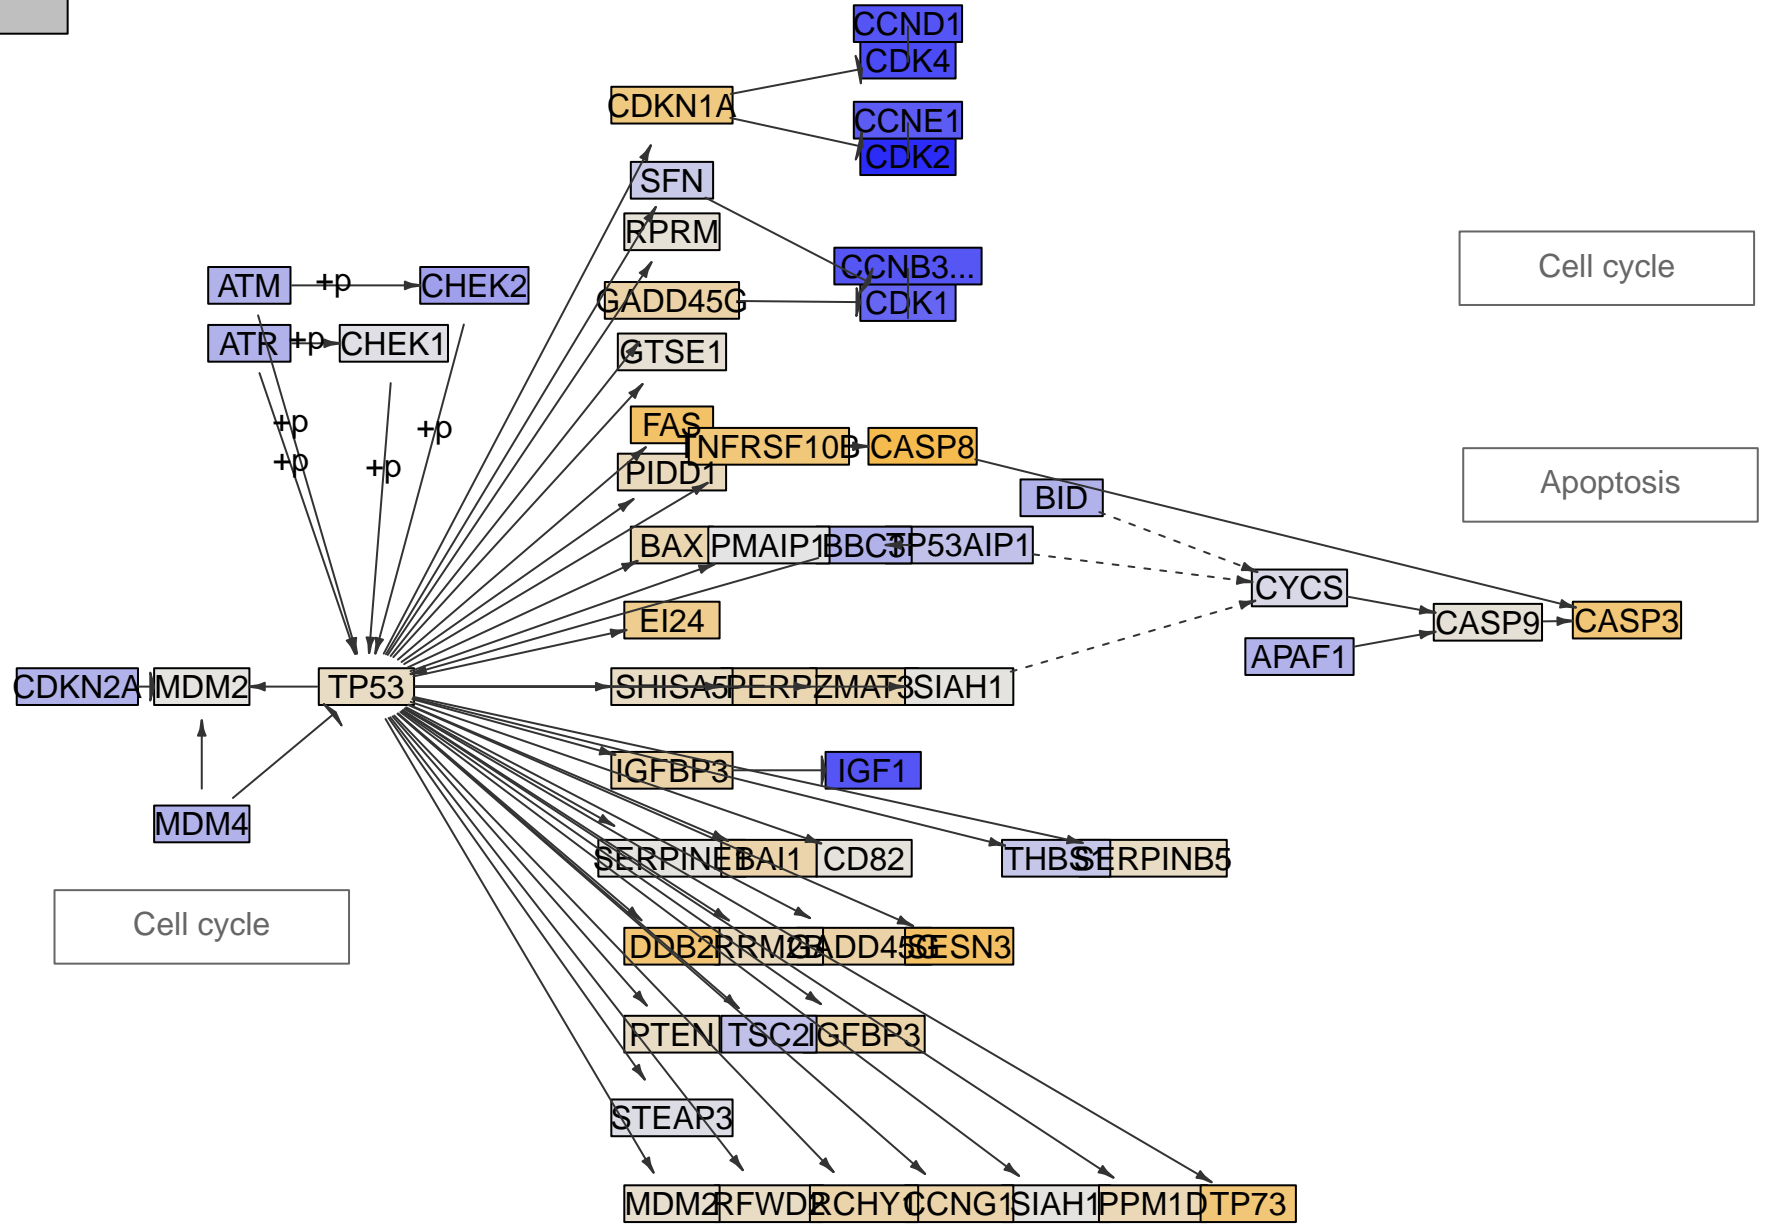 CCND1
CDK4
CDKN1A
CCNE1
CDK2
SFN
RPRM
CCNB3...
Cell cycle
ATM
+p
CHEK2
GADD45G
CDK1
ATR
+p
CHEK1
GTSE1
+p
+p
FAS
TNFRSF10B
CASP8
+p
+p
PIDD1
BID
Apoptosis
BAX
PMAIP1
BBC3
TP53AIP1
CYCS
EI24
CASP9
CASP3
APAF1
CDKN2A
MDM2
TP53
SHISA5
PERP
ZMAT3
SIAH1
IGFBP3
IGF1
MDM4
SERPINE1
BAI1
CD82
THBS1
SERPINB5
Cell cycle
DDB2
RRM2B
GADD45G
SESN3
PTEN
TSC2
IGFBP3
STEAP3
MDM2
RFWD2
RCHY1
CCNG1
SIAH1
PPM1D
TP73